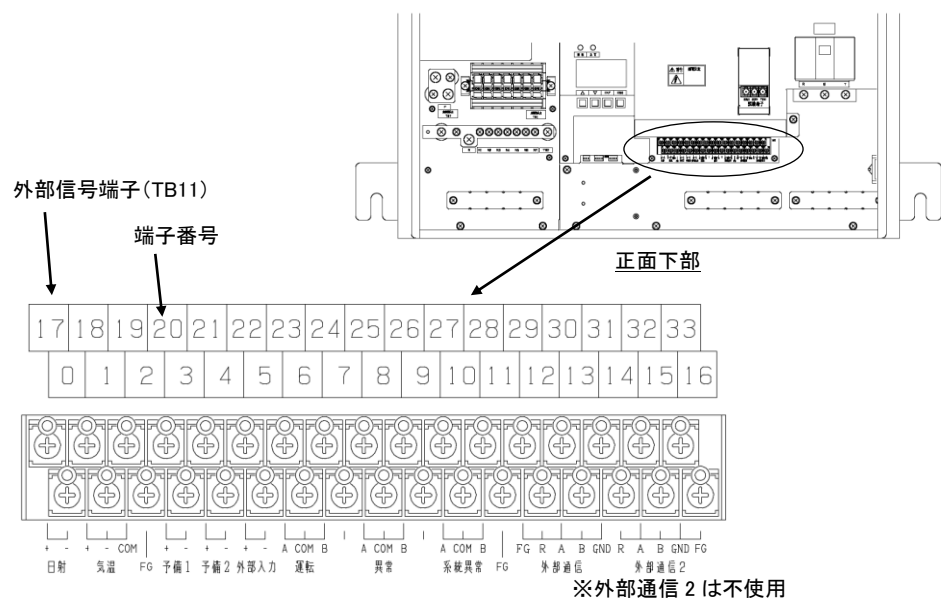 外部信号端子(TB11)
端子番号
正面下部
17 18 19 20 21 22 23 24 25 26 27 28 29 30 31 32 33
0 1 2 3 4 5 6 7 8 9 10 11 12 13 14 15 16
+ - + - COM + - + - + - A COM B A COM B A COM B FG R A B GND R A B GND FG
日射 気温 FG 予備1 予備2 外部入力 運転 異常 系統異常 FG 外部通信 外部通信2
※外部通信2は不使用